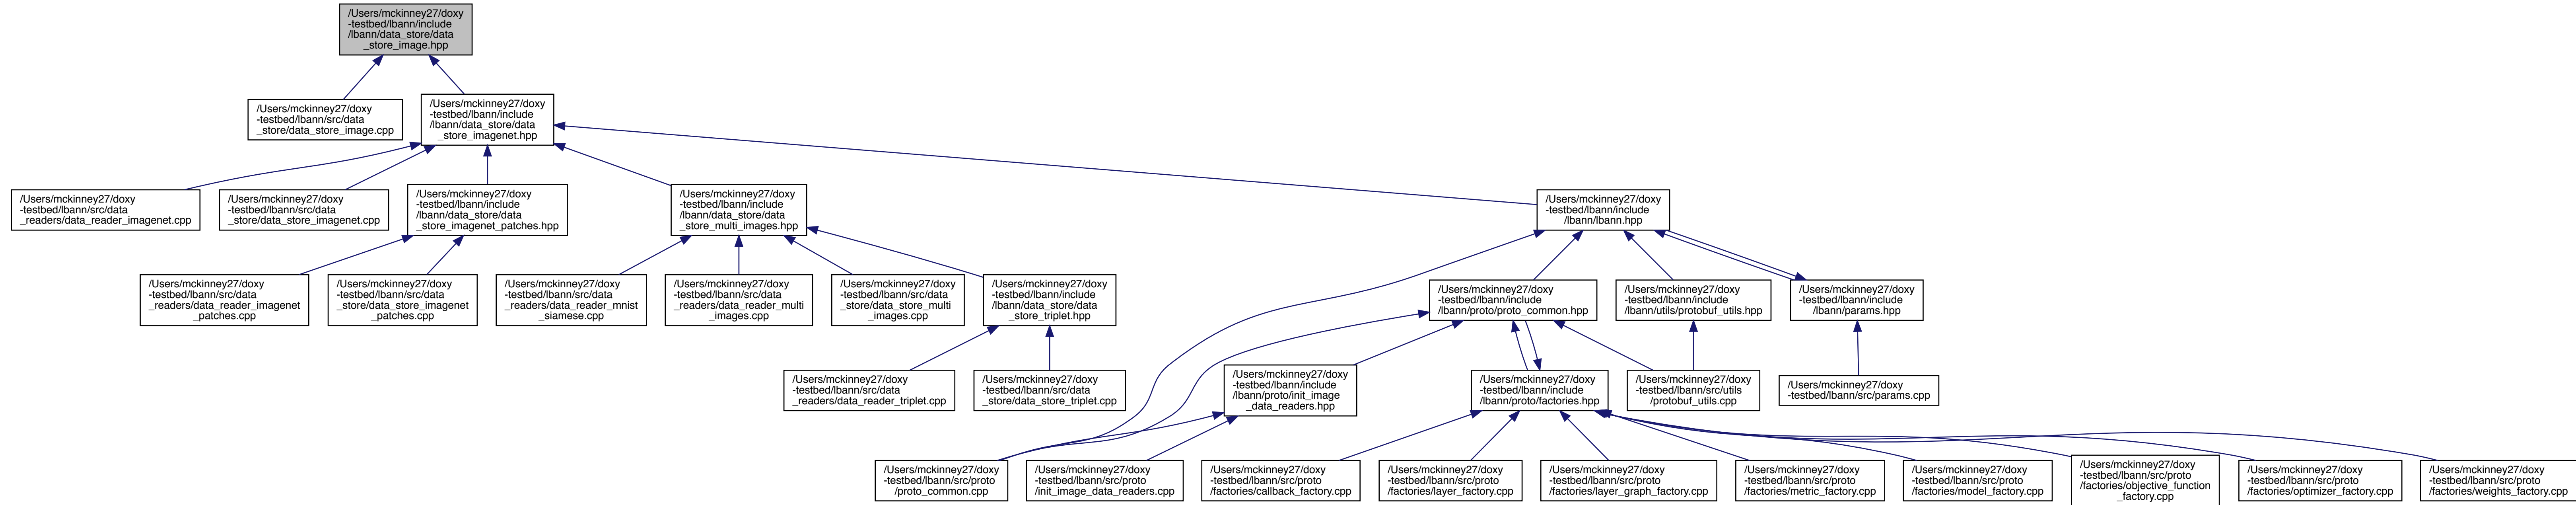 /Users/mckinney27/doxy
-testbed/lbann/include
/lbann/data_store/data
_store_image.hpp
/Users/mckinney27/doxy
-testbed/lbann/src/data
_store/data_store_image.cpp
/Users/mckinney27/doxy
-testbed/lbann/include
/lbann/data_store/data
_store_imagenet.hpp
/Users/mckinney27/doxy
-testbed/lbann/src/data
_readers/data_reader_imagenet.cpp
/Users/mckinney27/doxy
-testbed/lbann/src/data
_store/data_store_imagenet.cpp
/Users/mckinney27/doxy
-testbed/lbann/include
/lbann/data_store/data
_store_imagenet_patches.hpp
/Users/mckinney27/doxy
-testbed/lbann/include
/lbann/data_store/data
_store_multi_images.hpp
/Users/mckinney27/doxy
-testbed/lbann/include
/lbann/lbann.hpp
/Users/mckinney27/doxy
-testbed/lbann/src/data
_readers/data_reader_imagenet
_patches.cpp
/Users/mckinney27/doxy
-testbed/lbann/src/data
_store/data_store_imagenet
_patches.cpp
/Users/mckinney27/doxy
-testbed/lbann/src/data
_readers/data_reader_mnist
_siamese.cpp
/Users/mckinney27/doxy
-testbed/lbann/src/data
_readers/data_reader_multi
_images.cpp
/Users/mckinney27/doxy
-testbed/lbann/src/data
_store/data_store_multi
_images.cpp
/Users/mckinney27/doxy
-testbed/lbann/include
/lbann/data_store/data
_store_triplet.hpp
/Users/mckinney27/doxy
-testbed/lbann/include
/lbann/proto/proto_common.hpp
/Users/mckinney27/doxy
-testbed/lbann/include
/lbann/utils/protobuf_utils.hpp
/Users/mckinney27/doxy
-testbed/lbann/include
/lbann/params.hpp
/Users/mckinney27/doxy
-testbed/lbann/src/data
_readers/data_reader_triplet.cpp
/Users/mckinney27/doxy
-testbed/lbann/src/data
_store/data_store_triplet.cpp
/Users/mckinney27/doxy
-testbed/lbann/include
/lbann/proto/init_image
_data_readers.hpp
/Users/mckinney27/doxy
-testbed/lbann/include
/lbann/proto/factories.hpp
/Users/mckinney27/doxy
-testbed/lbann/src/utils
/protobuf_utils.cpp
/Users/mckinney27/doxy
-testbed/lbann/src/params.cpp
/Users/mckinney27/doxy
-testbed/lbann/src/proto
/proto_common.cpp
/Users/mckinney27/doxy
-testbed/lbann/src/proto
/init_image_data_readers.cpp
/Users/mckinney27/doxy
-testbed/lbann/src/proto
/factories/callback_factory.cpp
/Users/mckinney27/doxy
-testbed/lbann/src/proto
/factories/layer_factory.cpp
/Users/mckinney27/doxy
-testbed/lbann/src/proto
/factories/layer_graph_factory.cpp
/Users/mckinney27/doxy
-testbed/lbann/src/proto
/factories/metric_factory.cpp
/Users/mckinney27/doxy
-testbed/lbann/src/proto
/factories/model_factory.cpp
/Users/mckinney27/doxy
-testbed/lbann/src/proto
/factories/objective_function
_factory.cpp
/Users/mckinney27/doxy
-testbed/lbann/src/proto
/factories/optimizer_factory.cpp
/Users/mckinney27/doxy
-testbed/lbann/src/proto
/factories/weights_factory.cpp